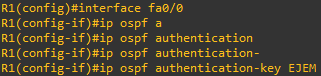 R1(config)#interface fa0/0
R1(config-if)#ip ospf a
R1(config-if)#ip ospf authentication
R1(config-if)#ip ospf authentication-
R1(config-if)#ip ospf authentication-key EJEM